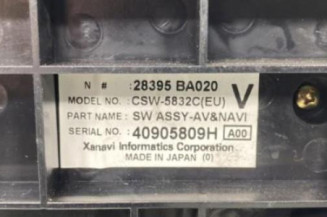 N #: 28395 BA020
MODEL NO.: CSW-5832C(EU) V
PART NAME: SW ASSY-AV&NAVI
SERIAL NO.: 40905809H A00
Xanavi Informatics Corporation
MADE IN JAPAN (0)